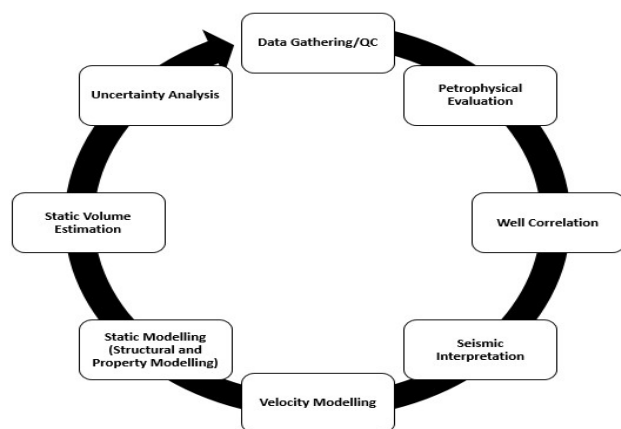 Data Gathering/QC
Petrophysical
Evaluation
Well Correlation
Seismic
Interpretation
Velocity Modelling
Static Modelling
(Structural and
Property Modelling)
Static Volume
Estimation
Uncertainty Analysis